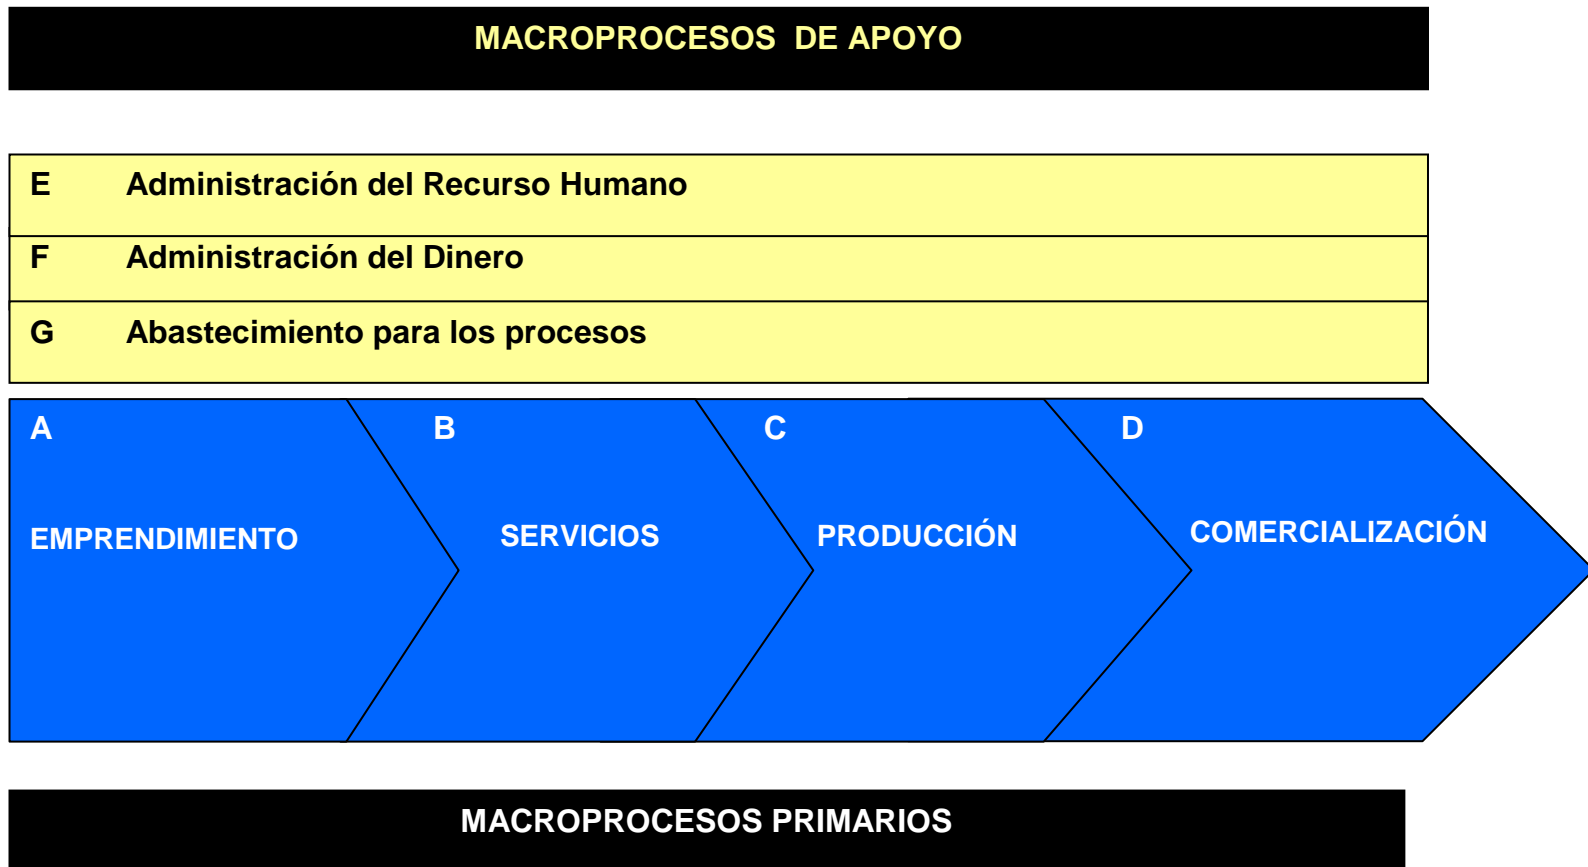 MACROPROCESOS DE APOYO
E Administración del Recurso Humano
F Administración del Dinero
G Abastecimiento para los procesos
A
EMPRENDIMIENTO
B
SERVICIOS
C
PRODUCCIÓN
D
COMERCIALIZACIÓN
MACROPROCESOS PRIMARIOS